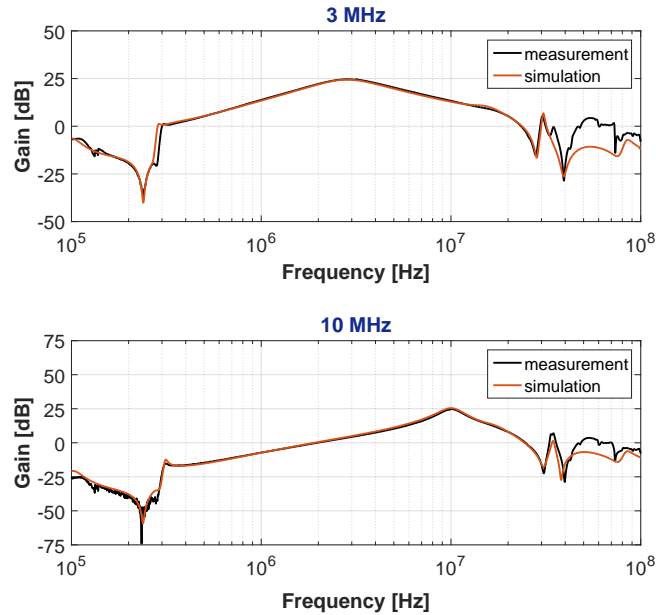 3 MHz
50
25
0
25
50
Gain [dB]
measurement
simulation
10^5
10^6
10^7
10^8
Frequency [Hz]
10 MHz
75
50
25
0
-25
-50
-75
Gain [dB]
measurement
simulation
10^5
10^6
10^7
10^8
Frequency [Hz]